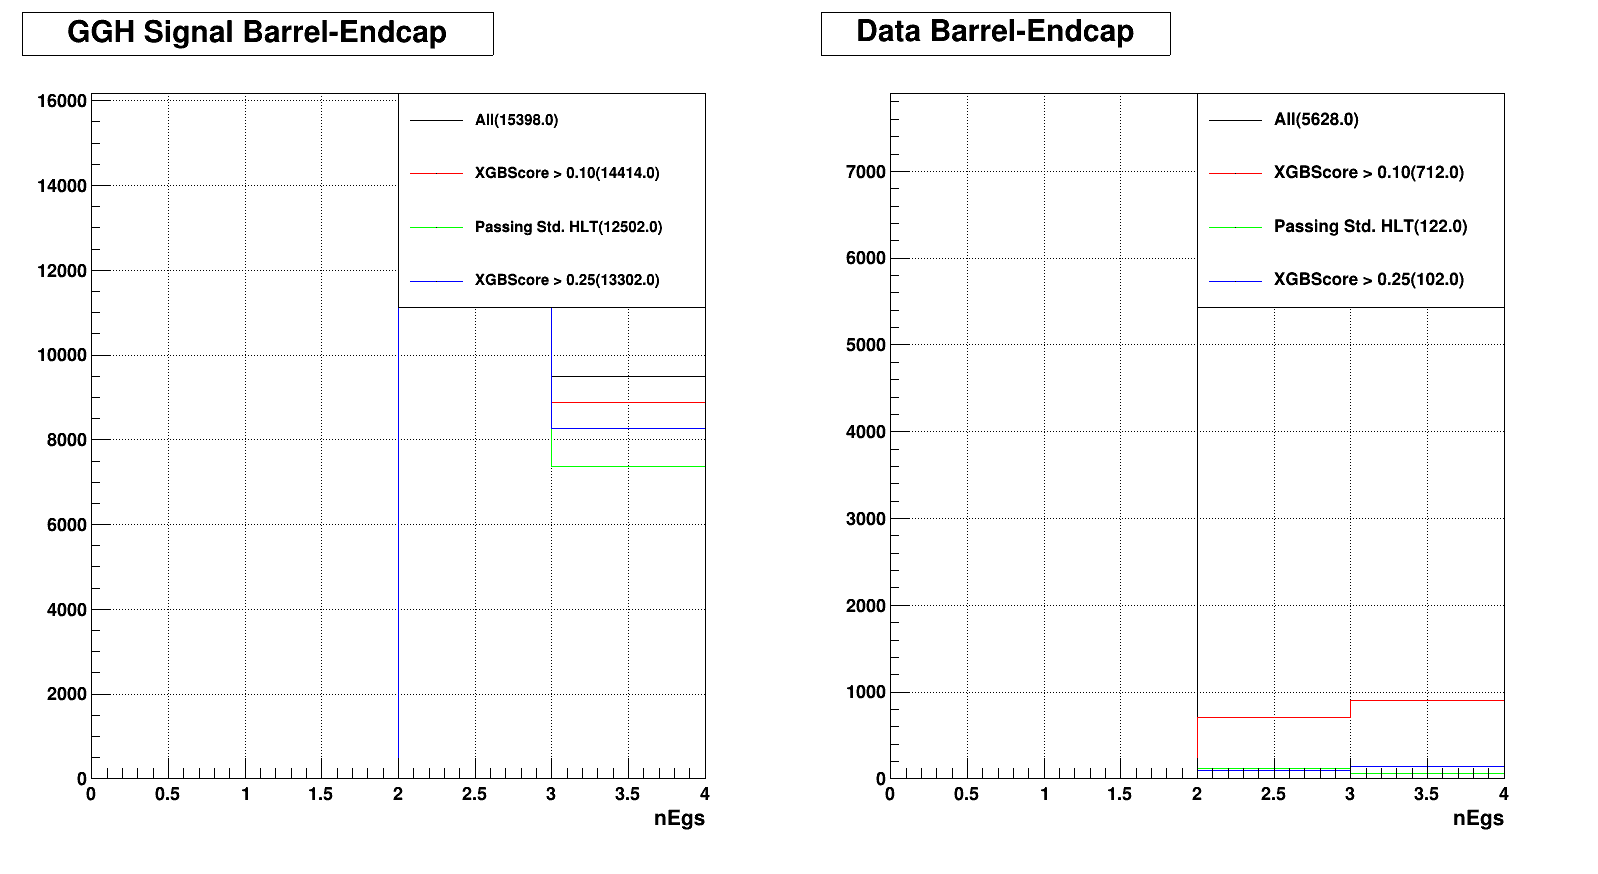 GGH Signal Barrel-Endcap
16000
14000
12000
10000
8000
6000
4000
2000
0
0 0.5 1 1.5 2 2.5 3 3.5 4
nEgs
All(15398.0)
XGBScore > 0.10(14414.0)
Passing Std. HLT(12502.0)
XGBScore > 0.25(13302.0)
Data Barrel-Endcap
7000
6000
5000
4000
3000
2000
1000
0
0 0.5 1 1.5 2 2.5 3 3.5 4
nEgs
All(5628.0)
XGBScore > 0.10(712.0)
Passing Std. HLT(122.0)
XGBScore > 0.25(102.0)